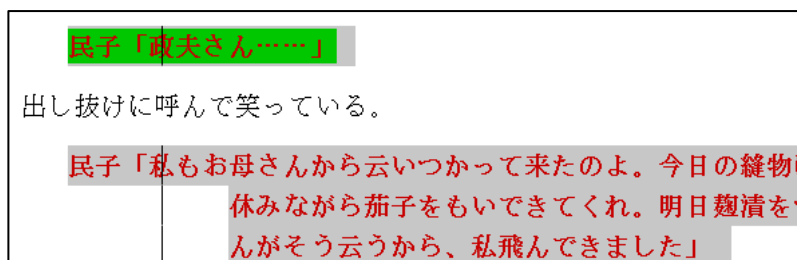 民子「政夫さん……」
出し抜けに呼んで笑っている。
民子「私もお母さんから云いつかって来たのよ。今日の縫物
休みながら茄子をもいできてくれ。明日麹漬を
んがそう云うから、私飛んできました」